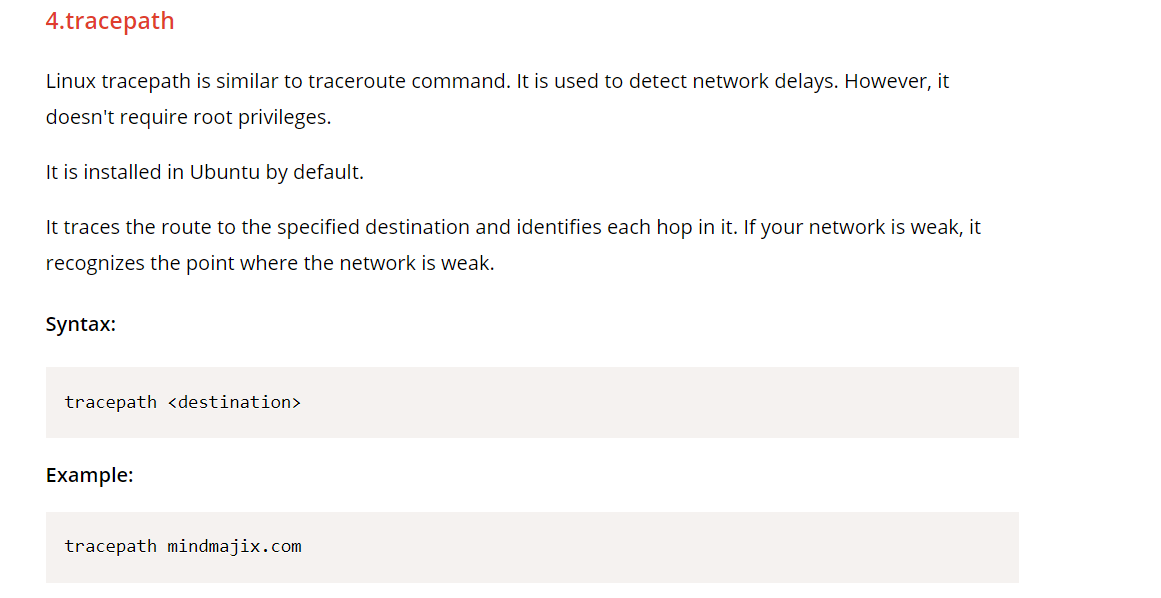 4.tracepath
Linux tracepath is similar to traceroute command. It is used to detect network delays. However, it
doesn't require root privileges.
It is installed in Ubuntu by default.
It traces the route to the specified destination and identifies each hop in it. If your network is weak, it
recognizes the point where the network is weak.
Syntax:
tracepath <destination>
Example:
tracepath mindmajix.com